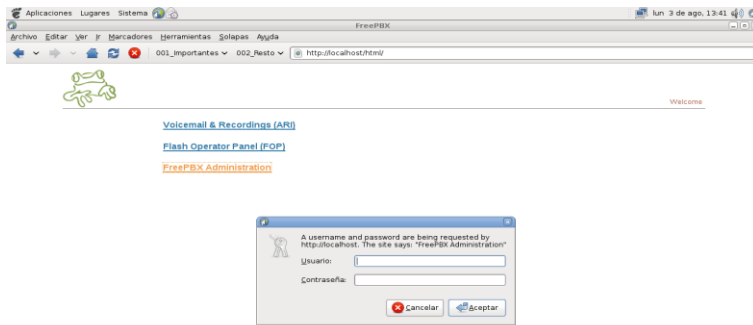 Aplicaciones Lugares Sistema
lun 3 de ago, 13:41
FreePBX
Archivo Editar Ver Ir Marcadores Herramientas Solapas Ayuda
001_Importantes 002_Resto http://localhost/html/
Welcome
Voicemail & Recordings (ARI)
Flash Operator Panel (FOP)
FreePBX Administration
A username and password are being requested by
http://localhost. The site says: "FreePBX Administration"
Usuario:
Contraseña:
Cancelar Aceptar